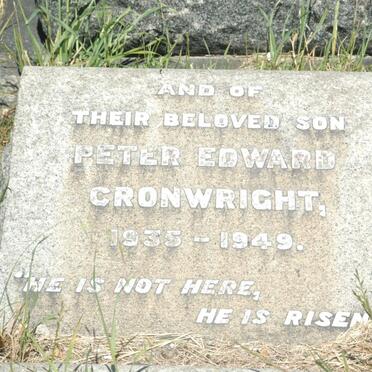 AND OF
THEIR BELOVED SON
PETER EDWARD
CRONWRIGHT,
1935 - 1949.
"HE IS NOT HERE,
HE IS RISEN